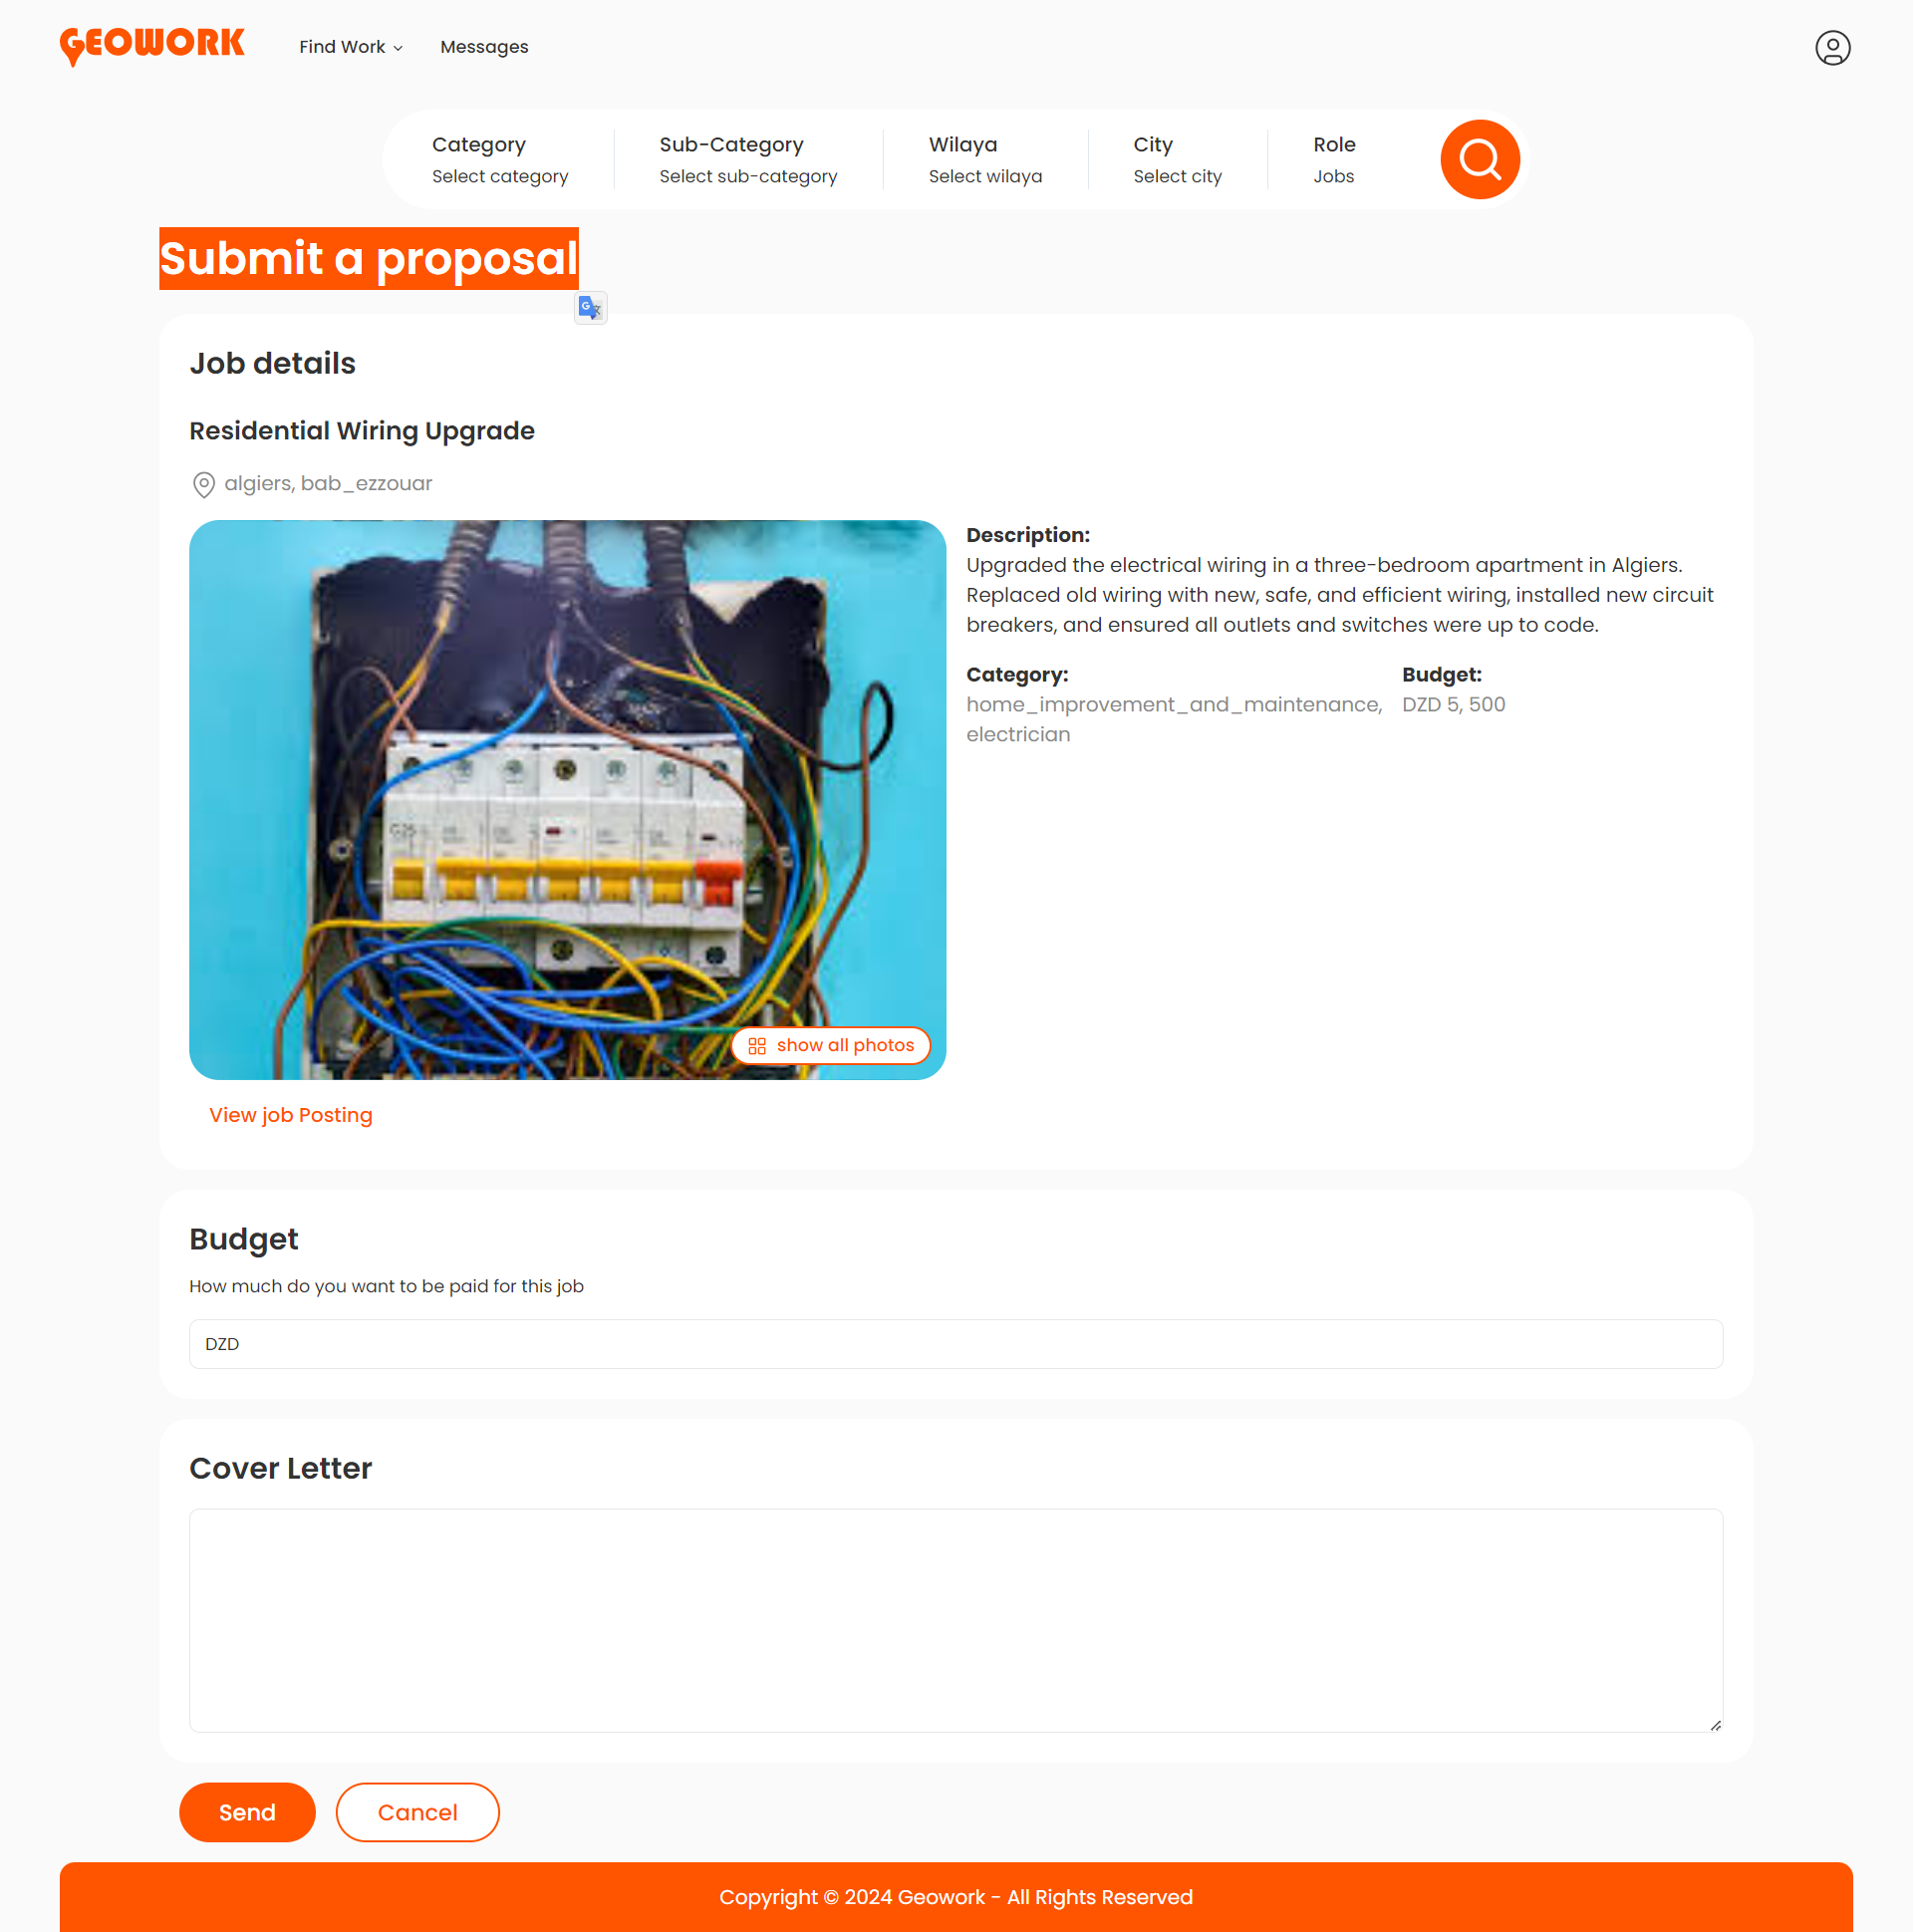 GEOWORK
Find Work
Messages
Category
Sub-Category
Wilaya
City
Role
Select category
Select sub-category
Select wilaya
Select city
Jobs
Submit a proposal
Job details
Residential Wiring Upgrade
algiers, bab_ezzouar
Description:
Upgraded the electrical wiring in a three-bedroom apartment in Algiers.
Replaced old wiring with new, safe, and efficient wiring, installed new circuit
breakers, and ensured all outlets and switches were up to code.
Category:
home_improvement_and_maintenance,
electrician
Budget:
DZD 5, 500
show all photos
View job Posting
Budget
How much do you want to be paid for this job
DZD
Cover Letter
Send
Cancel
Copyright © 2024 Geowork - All Rights Reserved